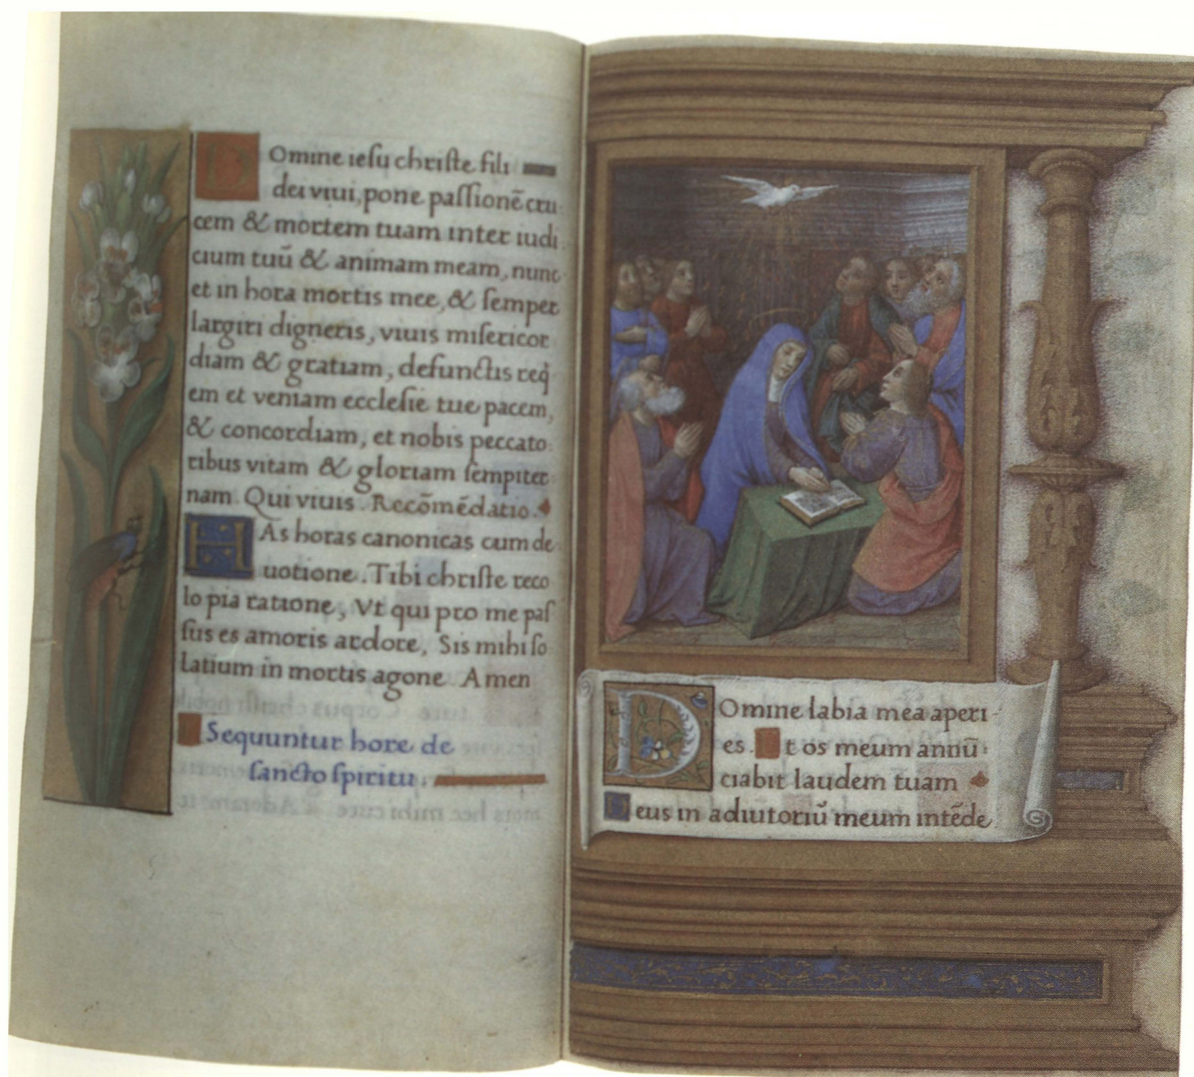 Domine iesu christe fili
dei viui, pone passionē cru
cem & mortem tuam inter iudi
cium tuū & animam meam, nunc
et in hora mortis mee, & semper
largiri digneris, viuis misericor
diam & gratiam, defunctis req̄
em et veniam ecclesie tue pacem,
& concordiam, et nobis peccato
ribus vitam & gloriam sempiter
nam. Qui viuis. Recōmēdatio.
HAs horas canonicas cum de
uotione. Tibi christe reco
lo pia ratione, Vt qui pro me pas
sus es amoris ardore, Sis mihi so
latium in mortis agone. Amen
Sequuntur hore de
sancto spiritu.
DOmine labia mea aperi
es. Et os meum annū
ciabit laudem tuam
Deus in adiutoriū meum intēde